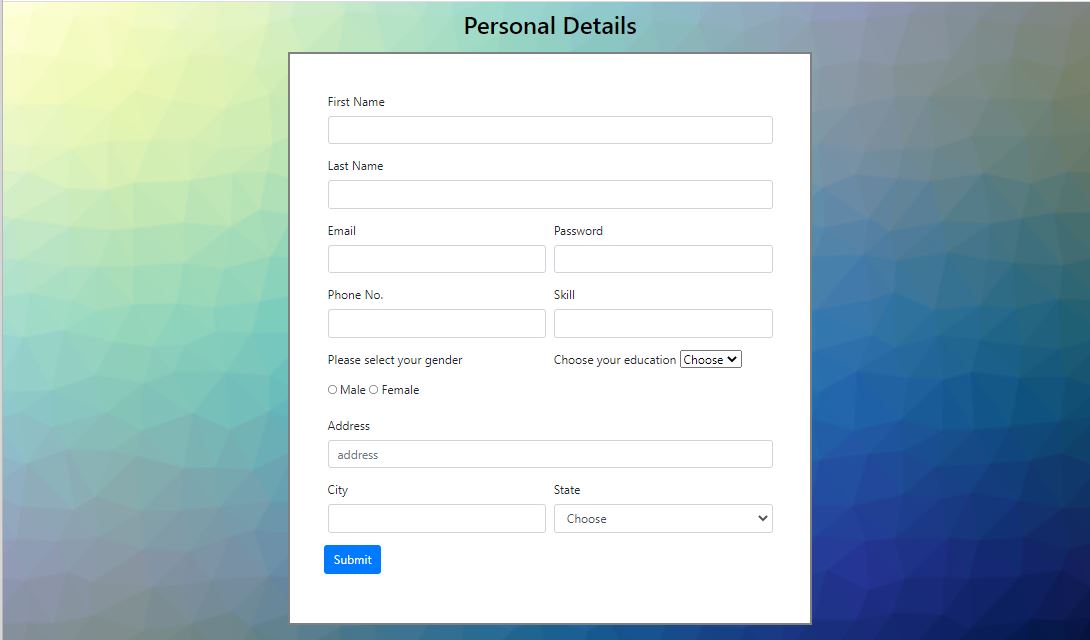 Personal Details
First Name
Last Name
Email Password
Phone No. Skill
Please select your gender Choose your education Choose
Male Female
Address
address
City State
Choose
Submit